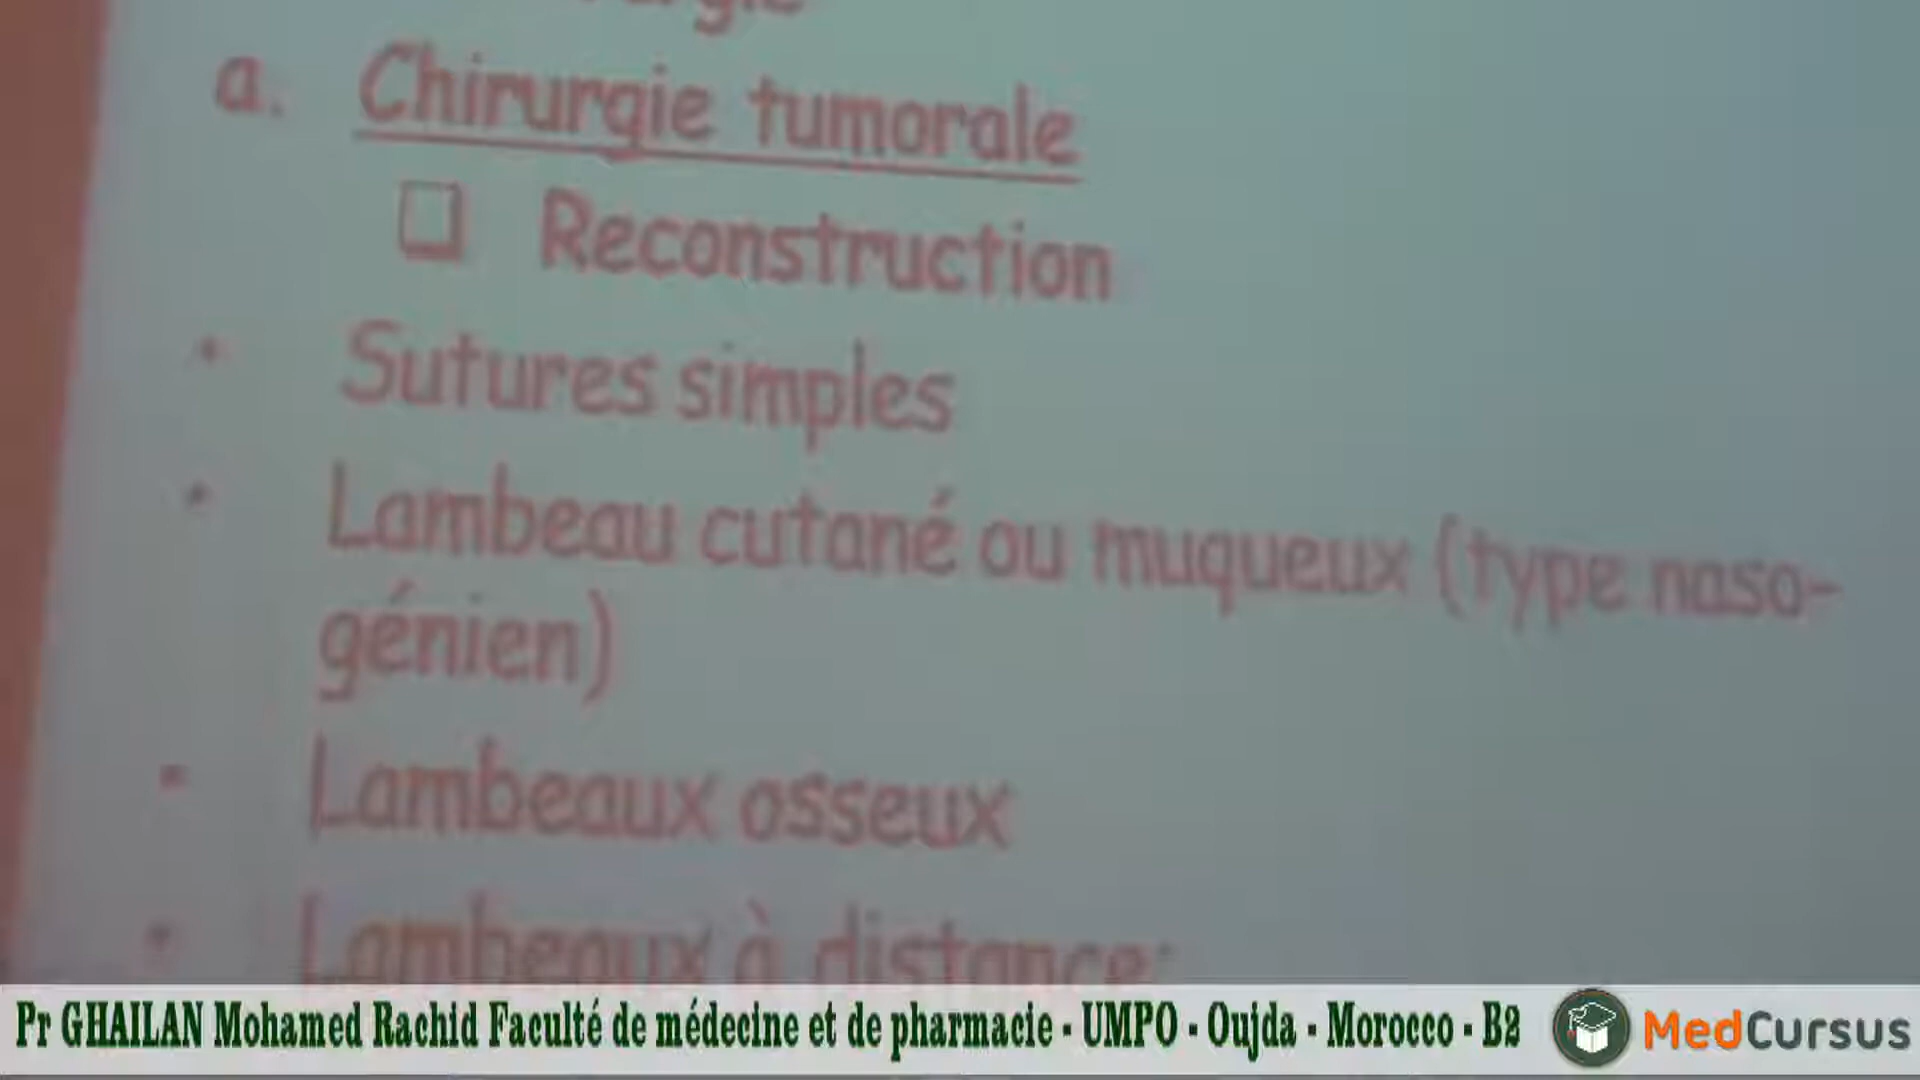 a. Chirurgie tumorale
❑ Reconstruction
• Sutures simples
• Lambeau cutané ou muqueux (type naso-
génien)
• Lambeaux osseux
• Lambeaux à distance:
Pr GHAILAN Mohamed Rachid Faculté de médecine et de pharmacie - UMPO - Oujda - Morocco - B2
MedCursus